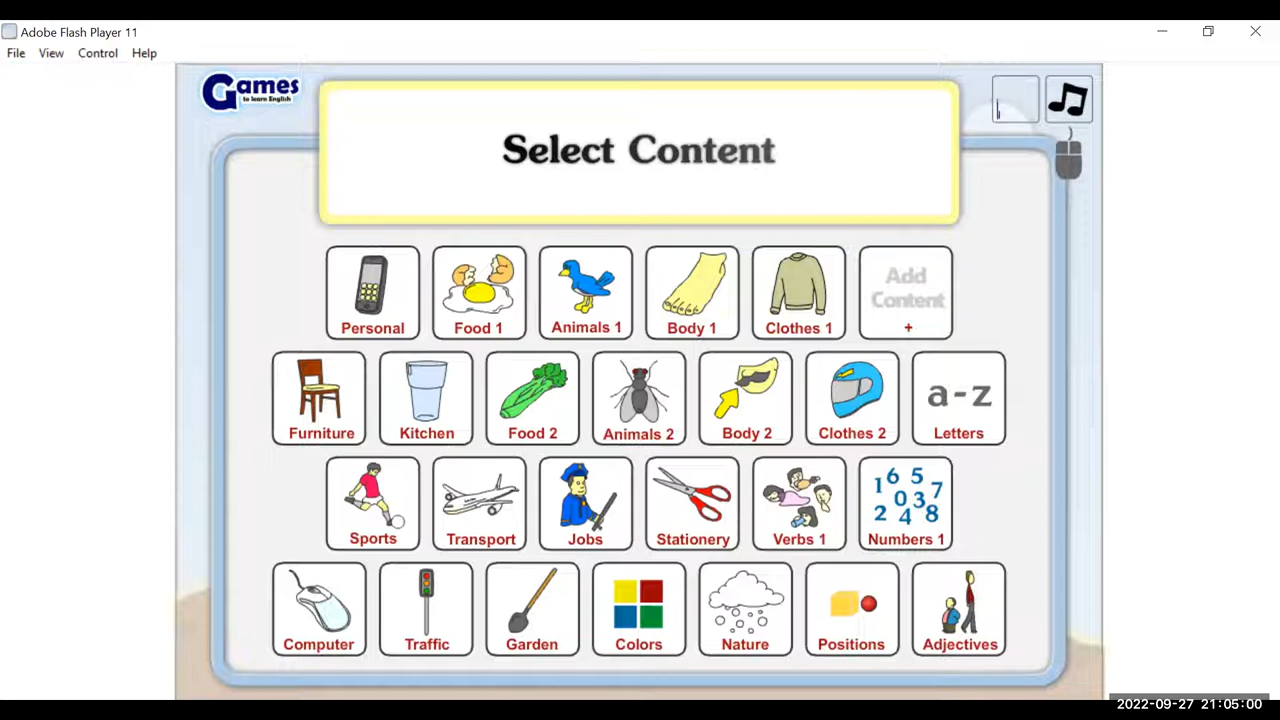 Adobe Flash Player 11
File View Control Help
Games
to learn English
Select Content
Personal
Food 1
Animals 1
Body 1
Clothes 1
Add
Content
+
Furniture
Kitchen
Food 2
Animals 2
Body 2
Clothes 2
a-z
Letters
Sports
Transport
Jobs
Stationery
Verbs 1
1 6 5 7
0 3
2 4 8
Numbers 1
Computer
Traffic
Garden
Colors
Nature
Positions
Adjectives
2022-09-27 21:05:00